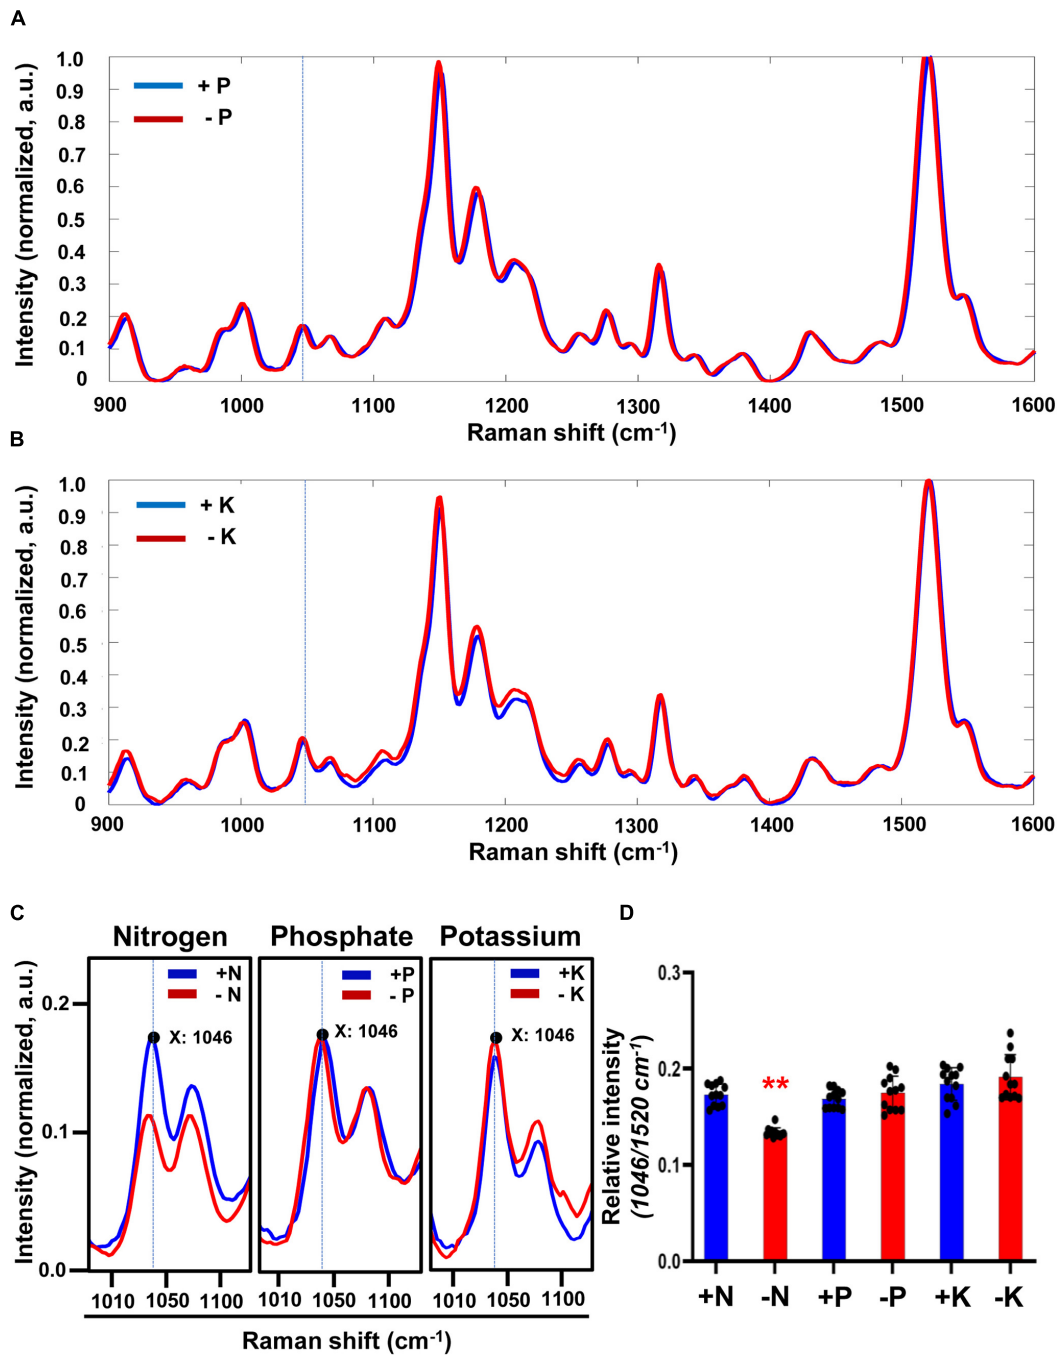 A
Intensity (normalized, a.u.)
1.0
0.9
0.8
0.7
0.6
0.5
0.4
0.3
0.2
0.1
0
+ P
- P
900 1000 1100 1200 1300 1400 1500 1600
Raman shift (cm-1)
B
Intensity (normalized, a.u.)
1.0
0.9
0.8
0.7
0.6
0.5
0.4
0.3
0.2
0.1
0
+ K
- K
900 1000 1100 1200 1300 1400 1500 1600
Raman shift (cm-1)
C
Nitrogen Phosphate Potassium
Intensity (normalized, a.u.)
0.2
0.1
0.0
+N
- N
X: 1046
+P
- P
X: 1046
+K
- K
X: 1046
1010 1050 1100 1010 1050 1100 1010 1050 1100
Raman shift (cm-1)
D
Relative intensity
(1046/1520 cm-1)
0.3
0.2
0.1
0.0
**
+N -N +P -P +K -K